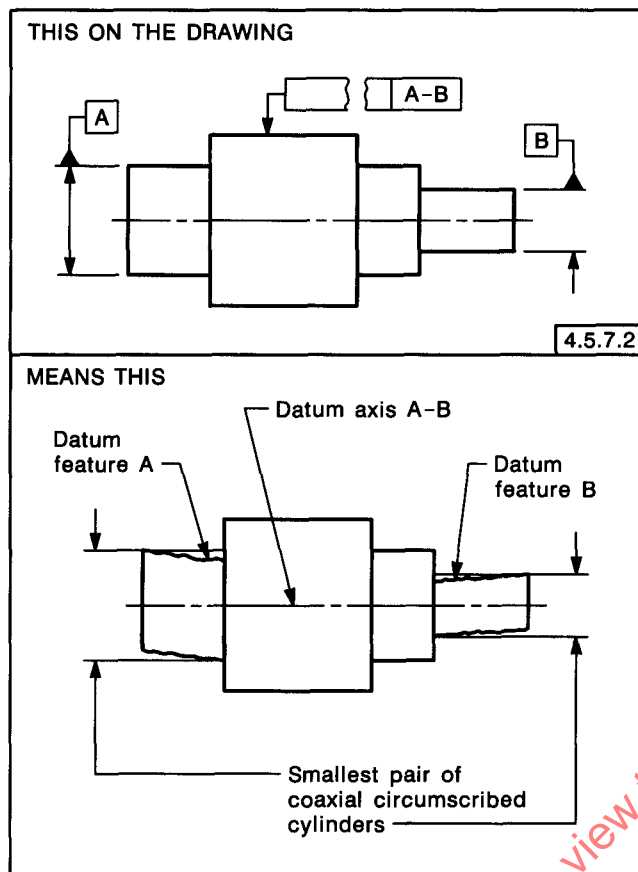 THIS ON THE DRAWING
A-B
A
B
4.5.7.2
MEANS THIS
Datum axis A-B
Datum
feature A
Datum
feature B
Smallest pair of
coaxial circumscribed
cylinders
view